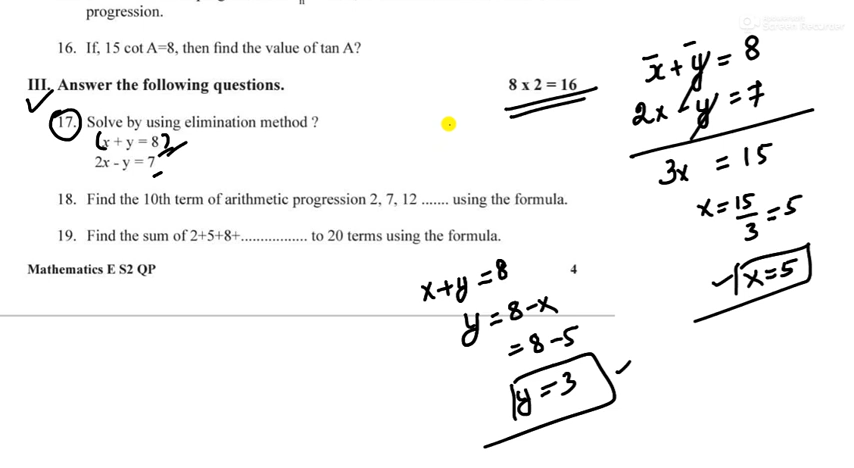 progression.
16. If, 15 cot A=8, then find the value of tan A?
III. Answer the following questions. 8 x 2 = 16
17. Solve by using elimination method ?
x + y = 8
2x - y = 7
18. Find the 10th term of arithmetic progression 2, 7, 12 ....... using the formula.
19. Find the sum of 2+5+8+................. to 20 terms using the formula.
Mathematics E S2 QP 4
x + y = 8
2x - y = 7
3x = 15
x = 15/3 = 5
x = 5
x + y = 8
y = 8 - x
= 8 - 5
y = 3